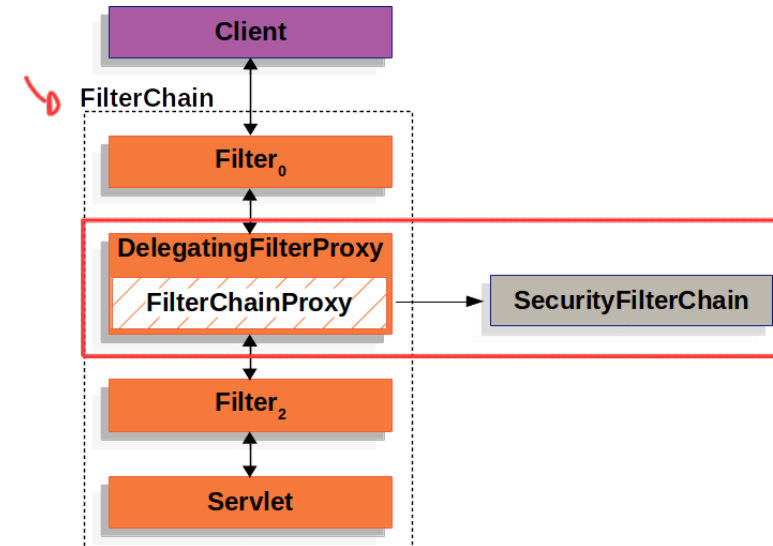 Client
FilterChain
Filter0
DelegatingFilterProxy
FilterChainProxy
SecurityFilterChain
Filter2
Servlet